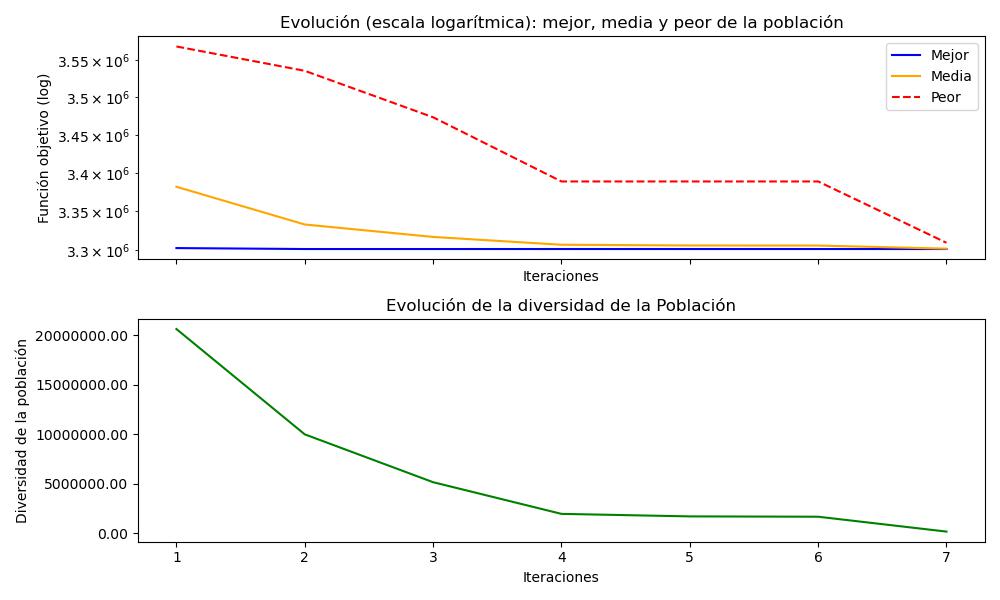 Evolución (escala logarítmica): mejor, media y peor de la población
Función objetivo (log)
3.55 × 10⁶
3.5 × 10⁶
3.45 × 10⁶
3.4 × 10⁶
3.35 × 10⁶
3.3 × 10⁶
Mejor
Media
Peor
Iteraciones
Evolución de la diversidad de la Población
Diversidad de la población
20000000.00
15000000.00
10000000.00
5000000.00
0.00
1 2 3 4 5 6 7
Iteraciones